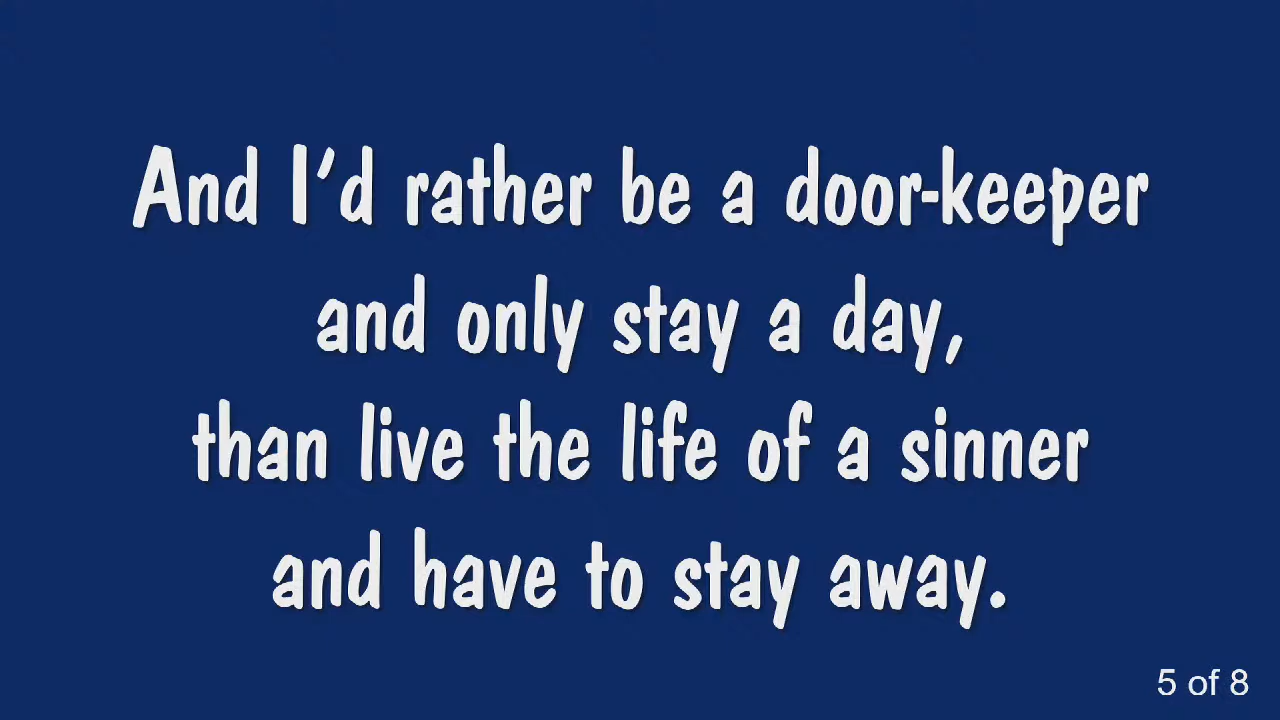 And I’d rather be a door-keeper
and only stay a day,
than live the life of a sinner
and have to stay away.
5 of 8